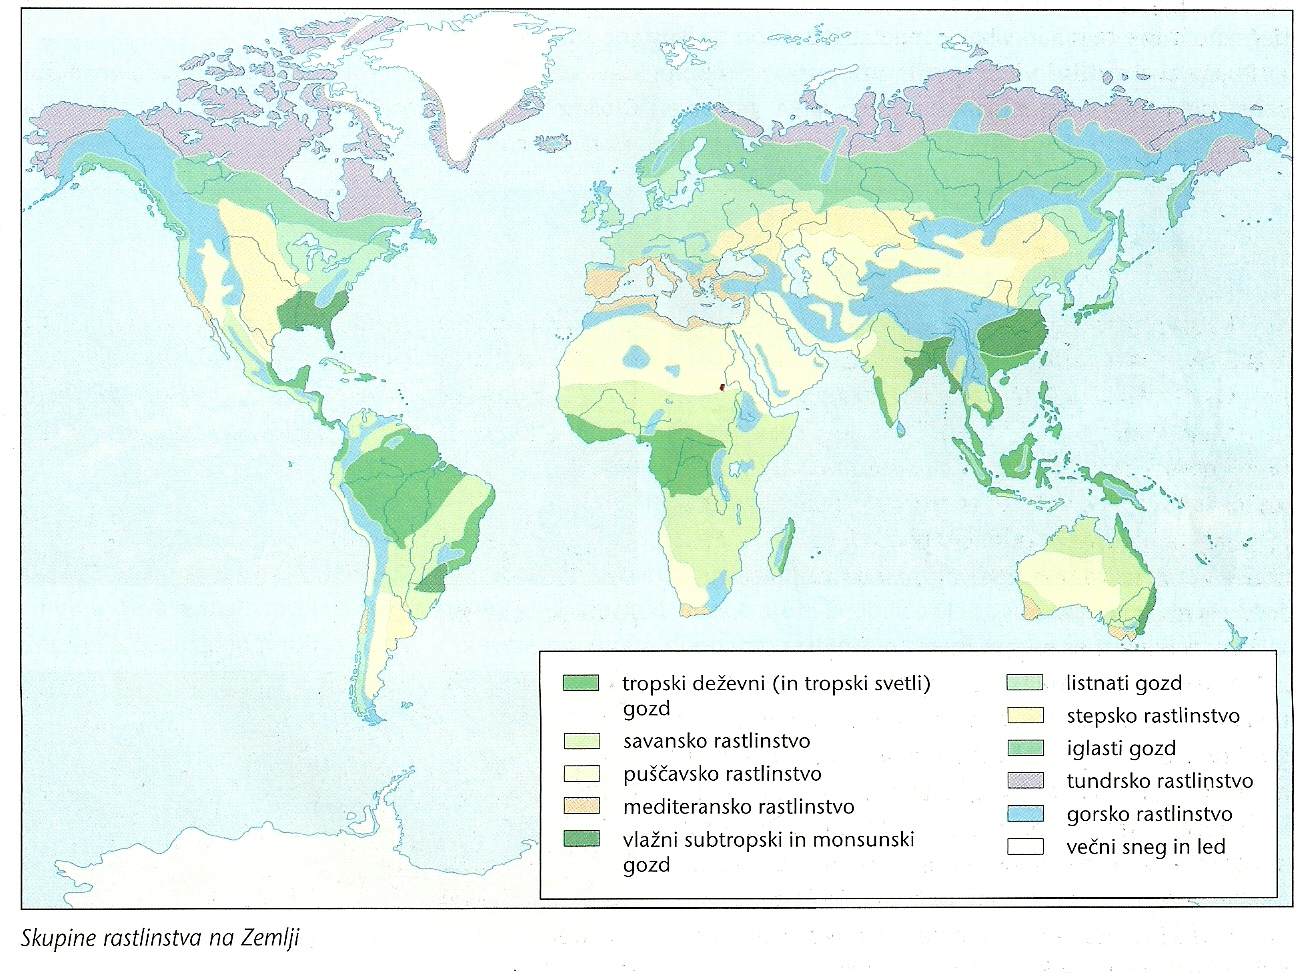 tropski deževni (in tropski svetli)
gozd
savansko rastlinstvo
puščavsko rastlinstvo
mediteransko rastlinstvo
vlažni subtropski in monsunski
gozd
listnati gozd
stepsko rastlinstvo
iglasti gozd
tundrsko rastlinstvo
gorsko rastlinstvo
večni sneg in led
Skupine rastlinstva na Zemlji